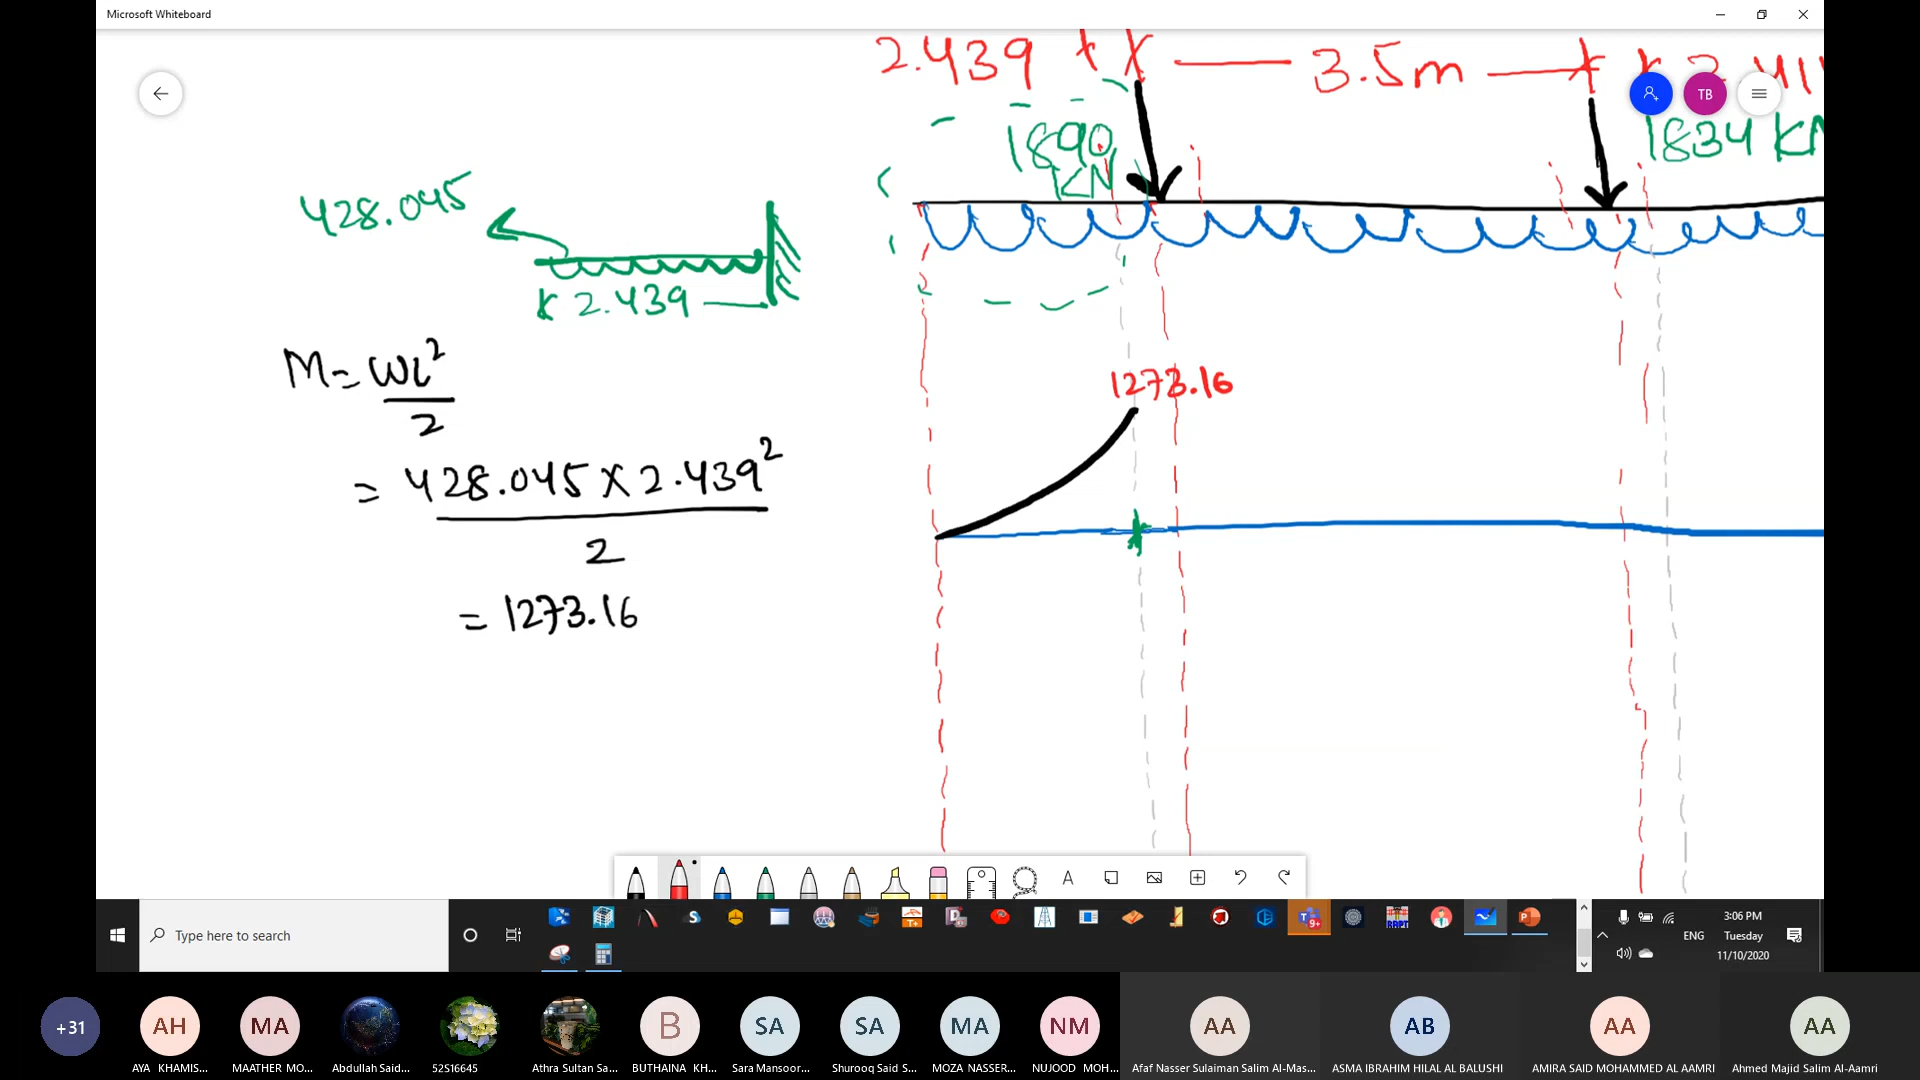 Microsoft Whiteboard
2.439
3.5m
TB
1890
KN
1834 KN
428.045
2.439
M = WL²
2
1273.16
= 428.045 X 2.439²
2
= 1273.16
A
Type here to search
ENG
3:06 PM
Tuesday
11/10/2020
+31
AH
MA
B
SA
SA
MA
NM
AA
AB
AA
AA
AYA KHAMIS...
MAATHER MO...
Abdullah Said...
52S16645
Athra Sultan Sa...
BUTHAINA KH...
Sara Mansoor...
Shurooq Said S...
MOZA NASSER...
NUJOOD MOH...
Afaf Nasser Sulaiman Salim Al-Mas...
ASMA IBRAHIM HILAL AL BALUSHI
AMIRA SAID MOHAMMED AL AAMRI
Ahmed Majid Salim Al-Aamri